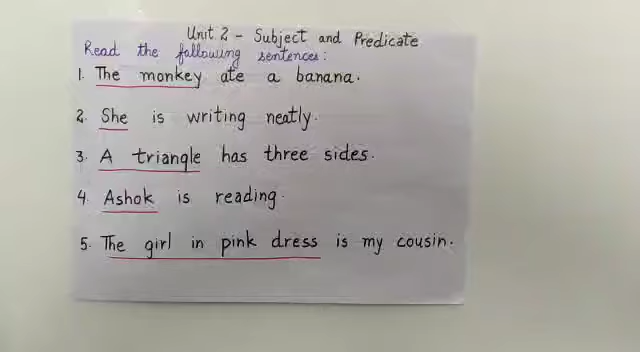 Unit 2 - Subject and Predicate
Read the following sentences:
1. The monkey ate a banana.
2. She is writing neatly.
3. A triangle has three sides.
4. Ashok is reading.
5. The girl in pink dress is my cousin.